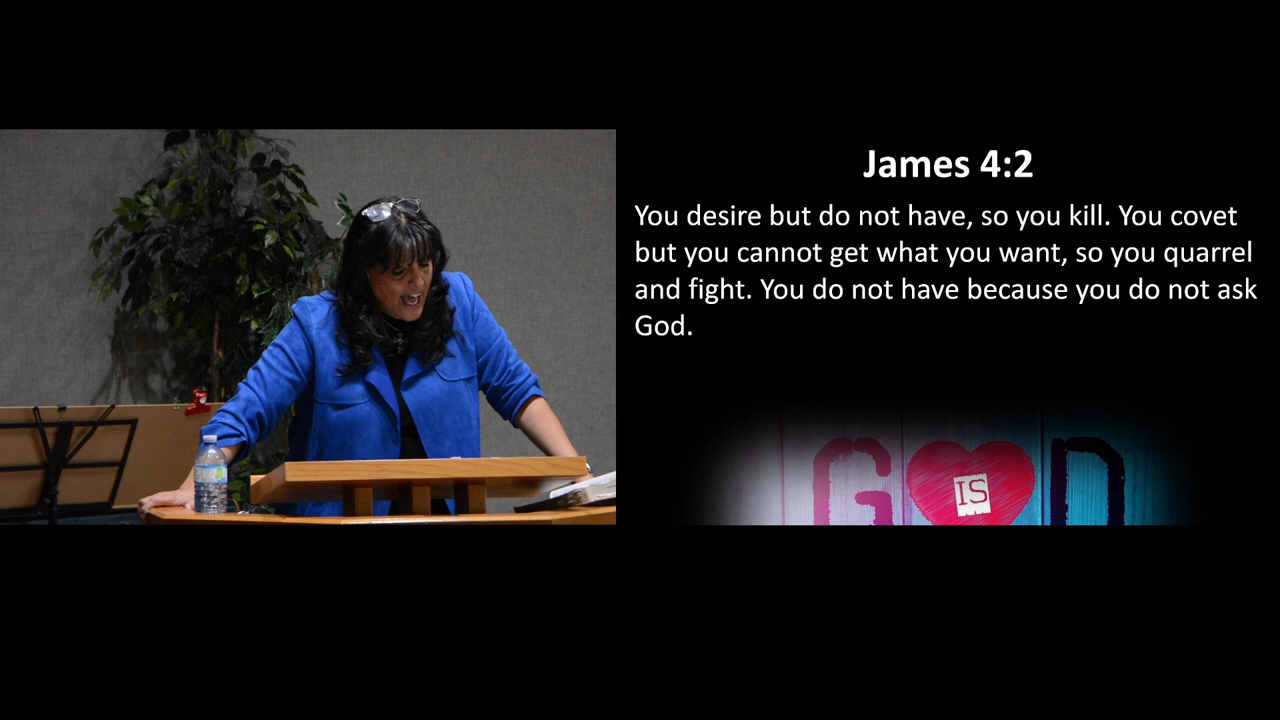 James 4:2
You desire but do not have, so you kill. You covet
but you cannot get what you want, so you quarrel
and fight. You do not have because you do not ask
God.
G D
IS